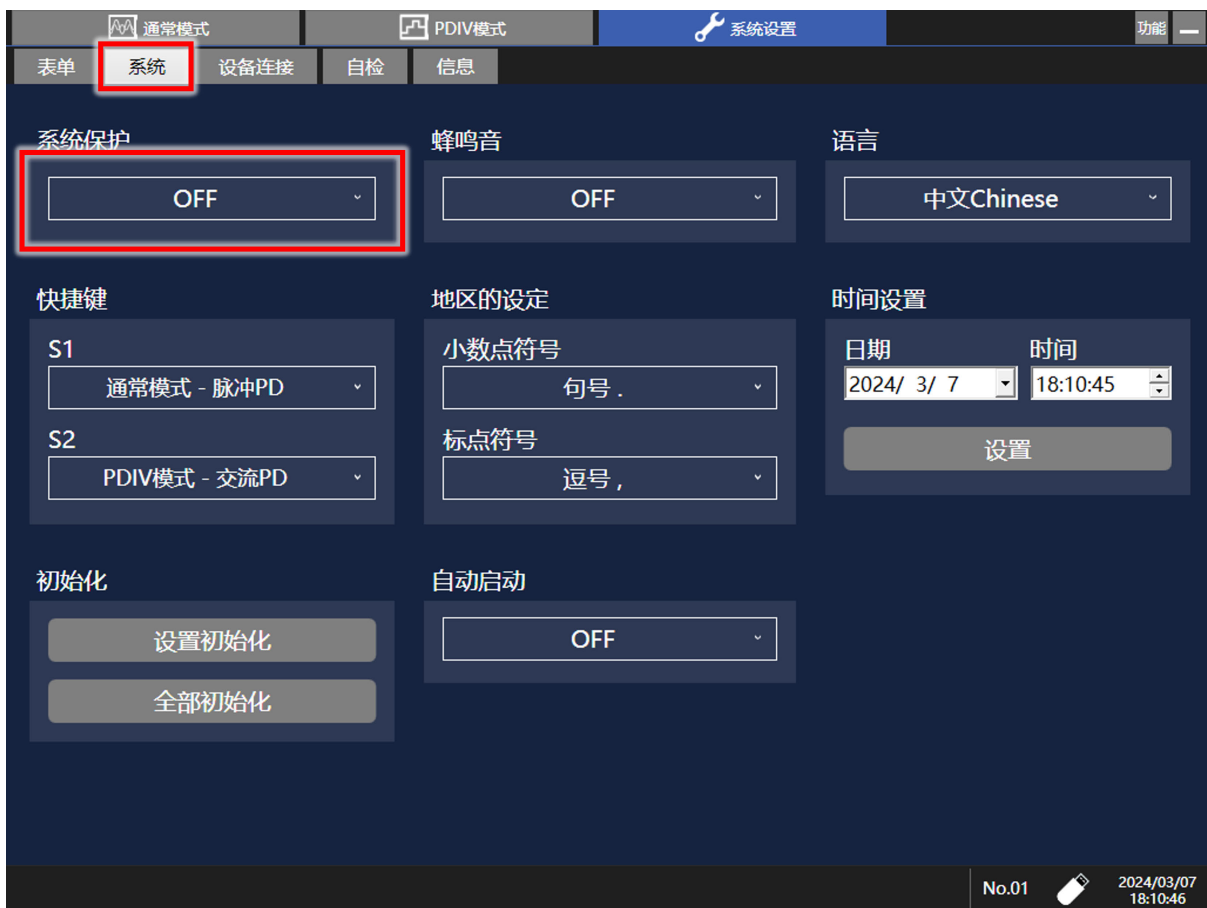 通常模式
PDIV模式
系统设置
功能
表单
系统
设备连接
自检
信息
系统保护
OFF
蜂鸣音
OFF
语言
中文Chinese
快捷键
S1
通常模式 - 脉冲PD
S2
PDIV模式 - 交流PD
地区的设定
小数点符号
句号 .
标点符号
逗号 ,
时间设置
日期
时间
2024/ 3/ 7
18:10:45
设置
初始化
设置初始化
全部初始化
自动启动
OFF
No.01
2024/03/07
18:10:46